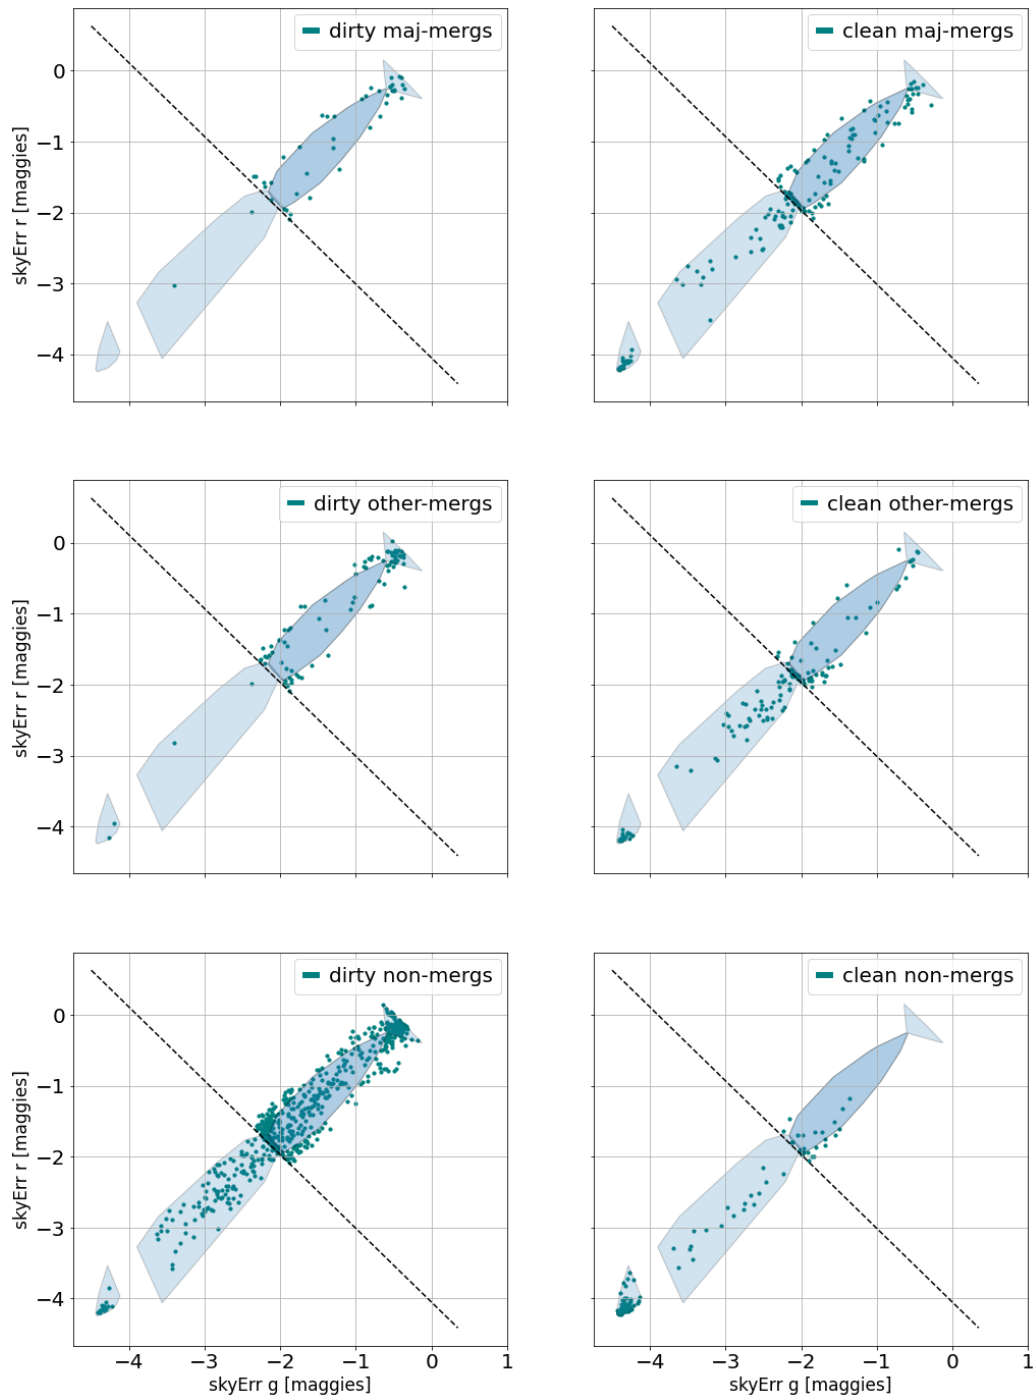 dirty maj-mergs
clean maj-mergs
skyErr r [maggies]
0
−1
−2
−3
−4
dirty other-mergs
clean other-mergs
skyErr r [maggies]
0
−1
−2
−3
−4
dirty non-mergs
clean non-mergs
skyErr r [maggies]
0
−1
−2
−3
−4
−4 −3 −2 −1 0 1
−4 −3 −2 −1 0 1
skyErr g [maggies]
skyErr g [maggies]